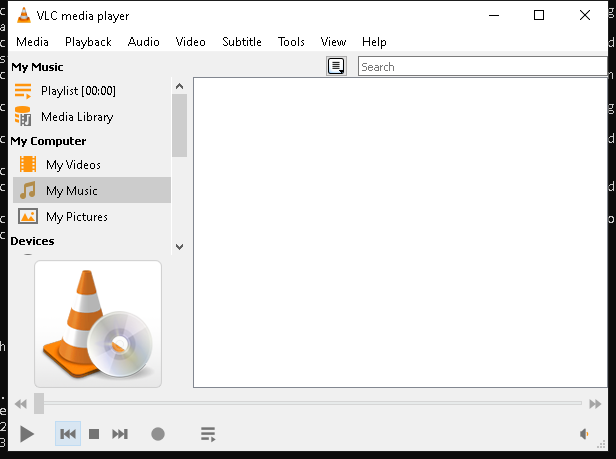 VLC media player
Media Playback Audio Video Subtitle Tools View Help
My Music
Search
Playlist [00:00]
Media Library
My Computer
My Videos
My Music
My Pictures
Devices